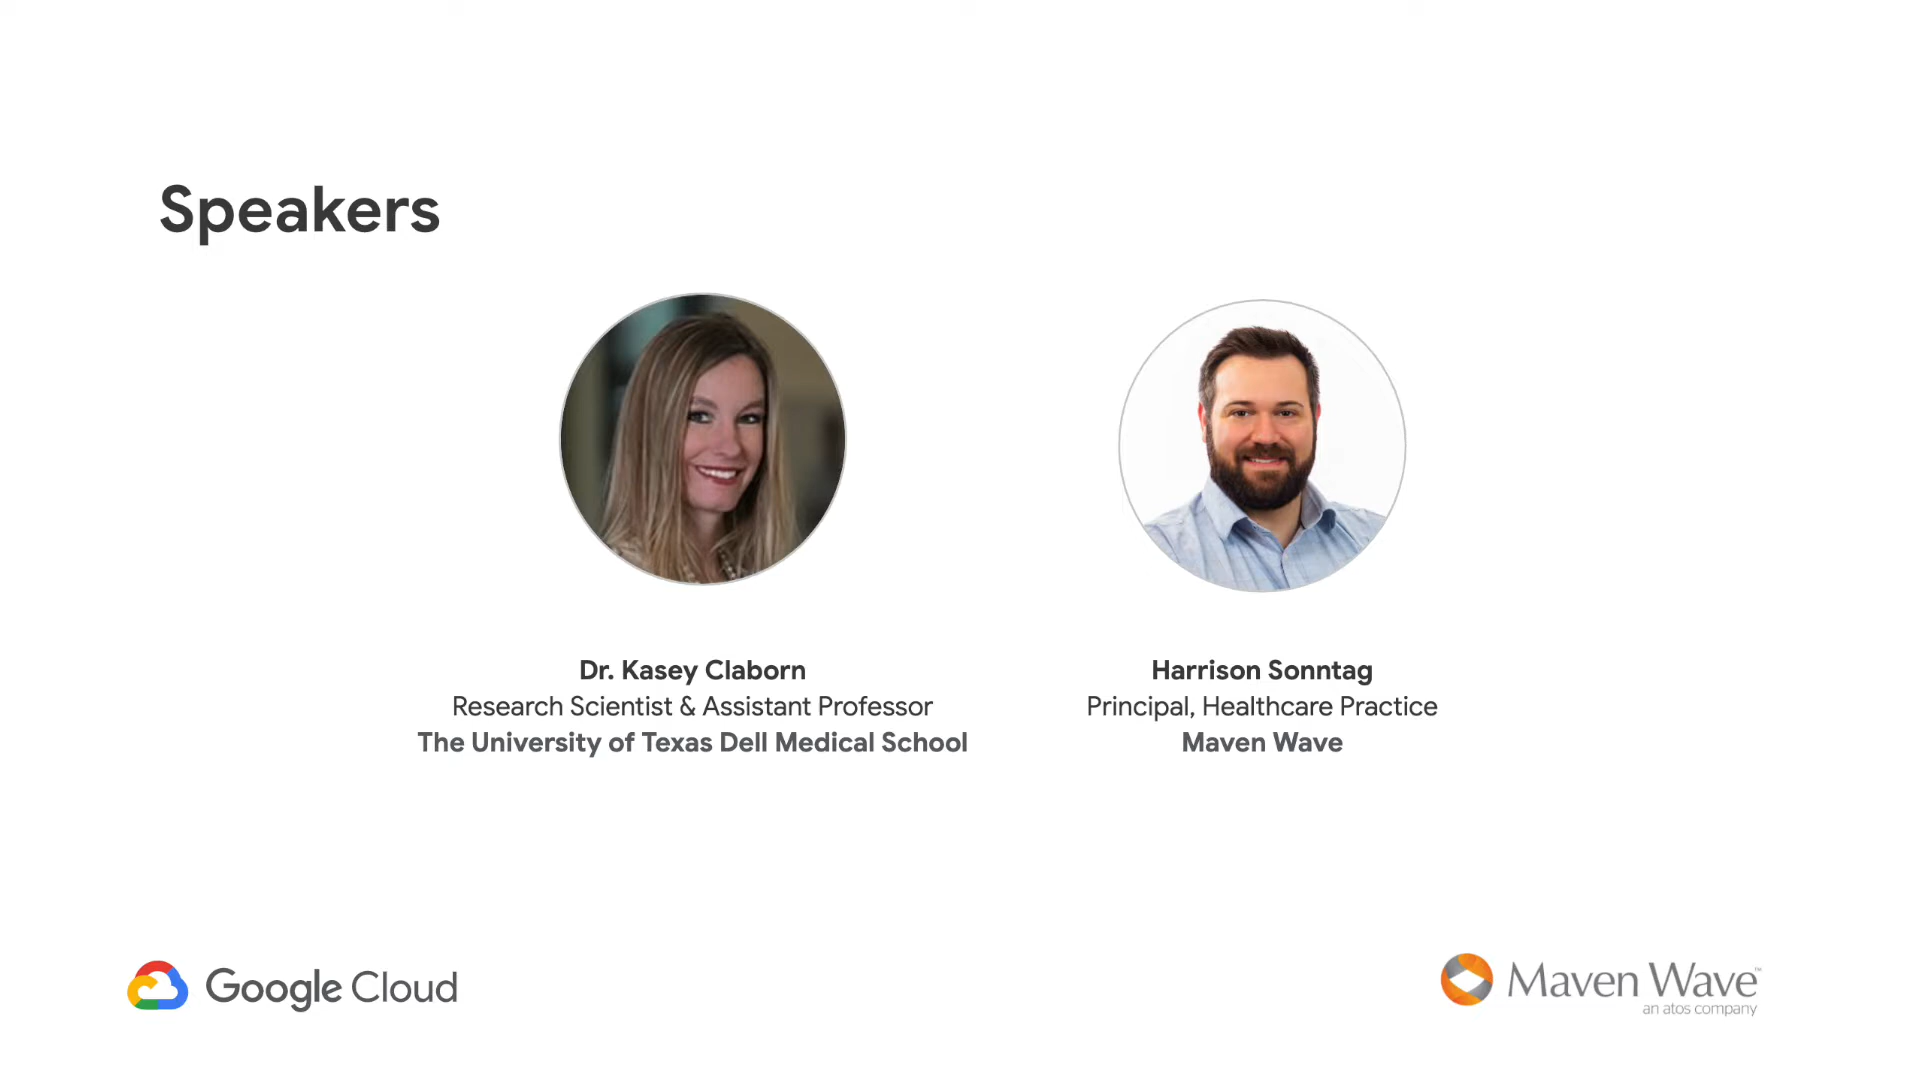 Speakers
Dr. Kasey Claborn
Research Scientist & Assistant Professor
The University of Texas Dell Medical School
Harrison Sonntag
Principal, Healthcare Practice
Maven Wave
Google Cloud
Maven Wave™
an atos company